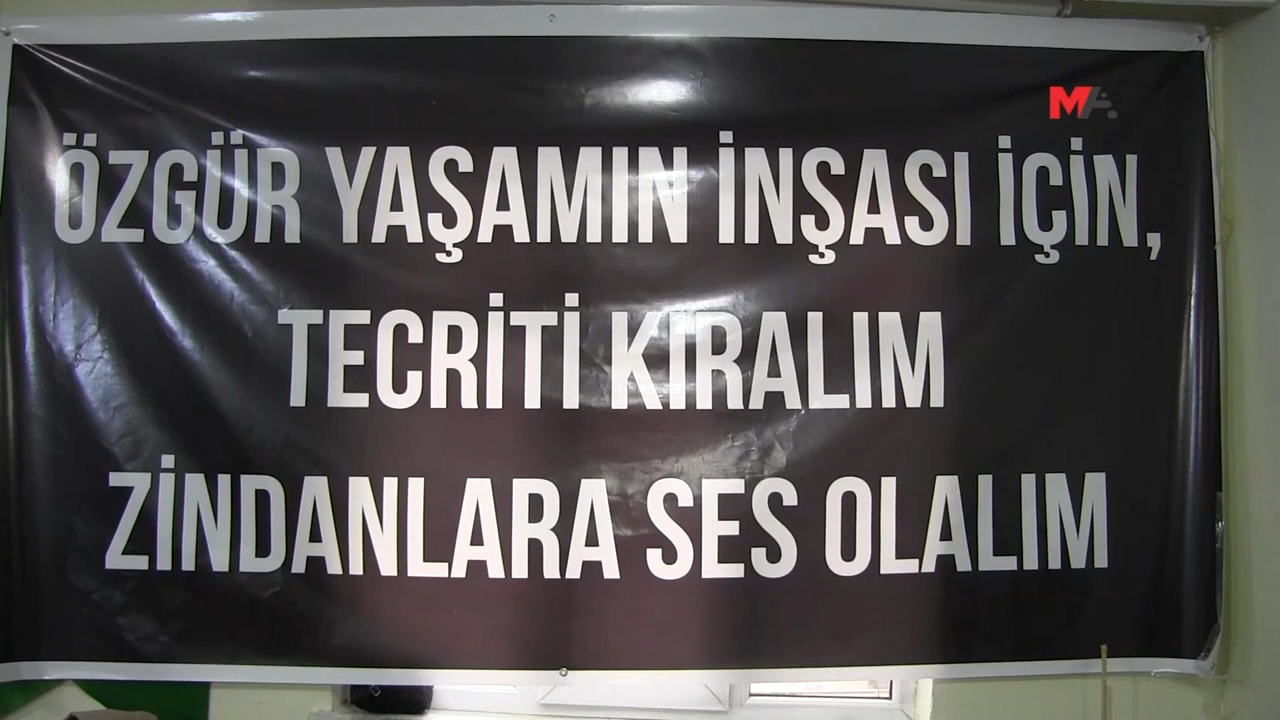 MA
ÖZGÜR YAŞAMIN İNŞASI İÇİN,
TECRİTİ KIRALIM
ZİNDANLARA SES OLALIM